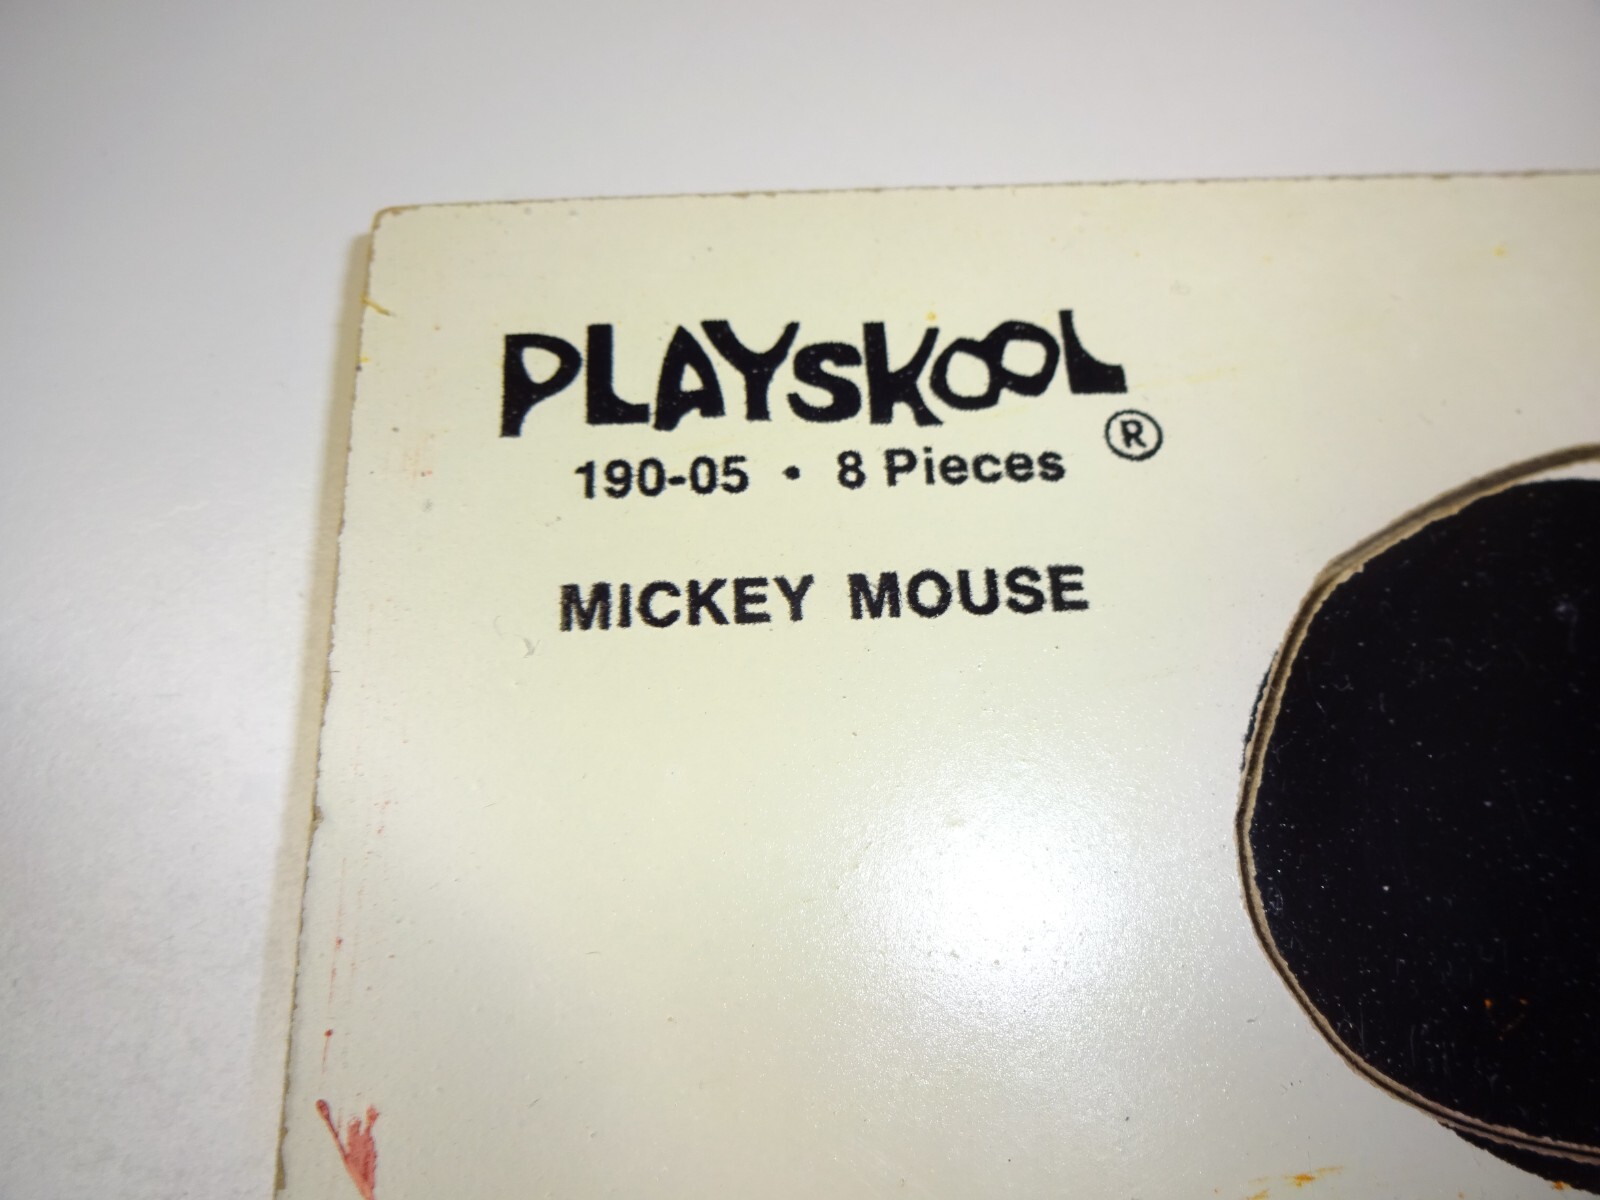 PLAYSKOOL ®
190-05 • 8 Pieces
MICKEY MOUSE